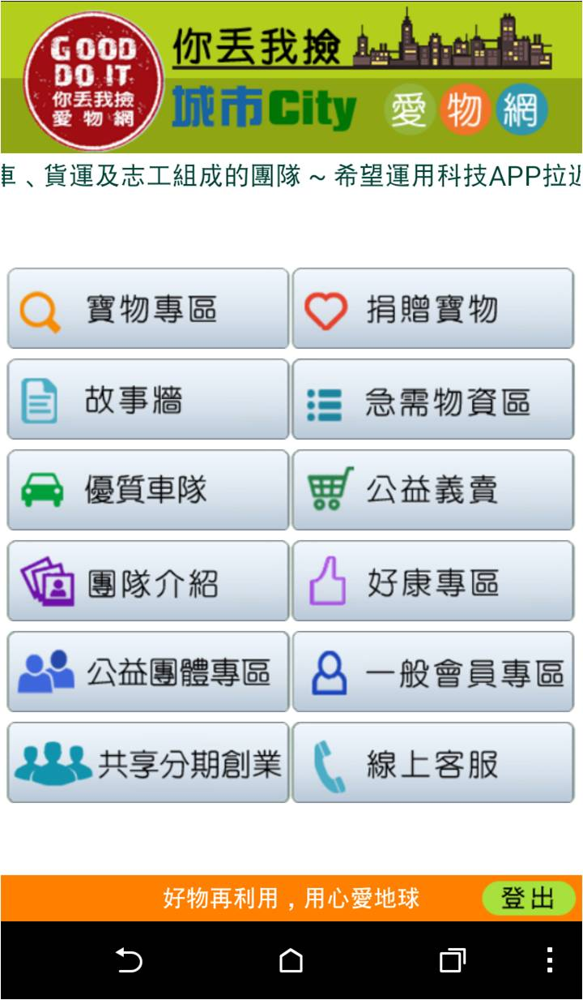 GOOD
DO IT
你丟我撿
愛物網
你丟我撿
城市City 愛物網
車、貨運及志工組成的團隊 ~ 希望運用科技APP拉近
寶物專區
捐贈寶物
故事牆
急需物資區
優質車隊
公益義賣
團隊介紹
好康專區
公益團體專區
一般會員專區
共享分期創業
線上客服
好物再利用，用心愛地球
登出